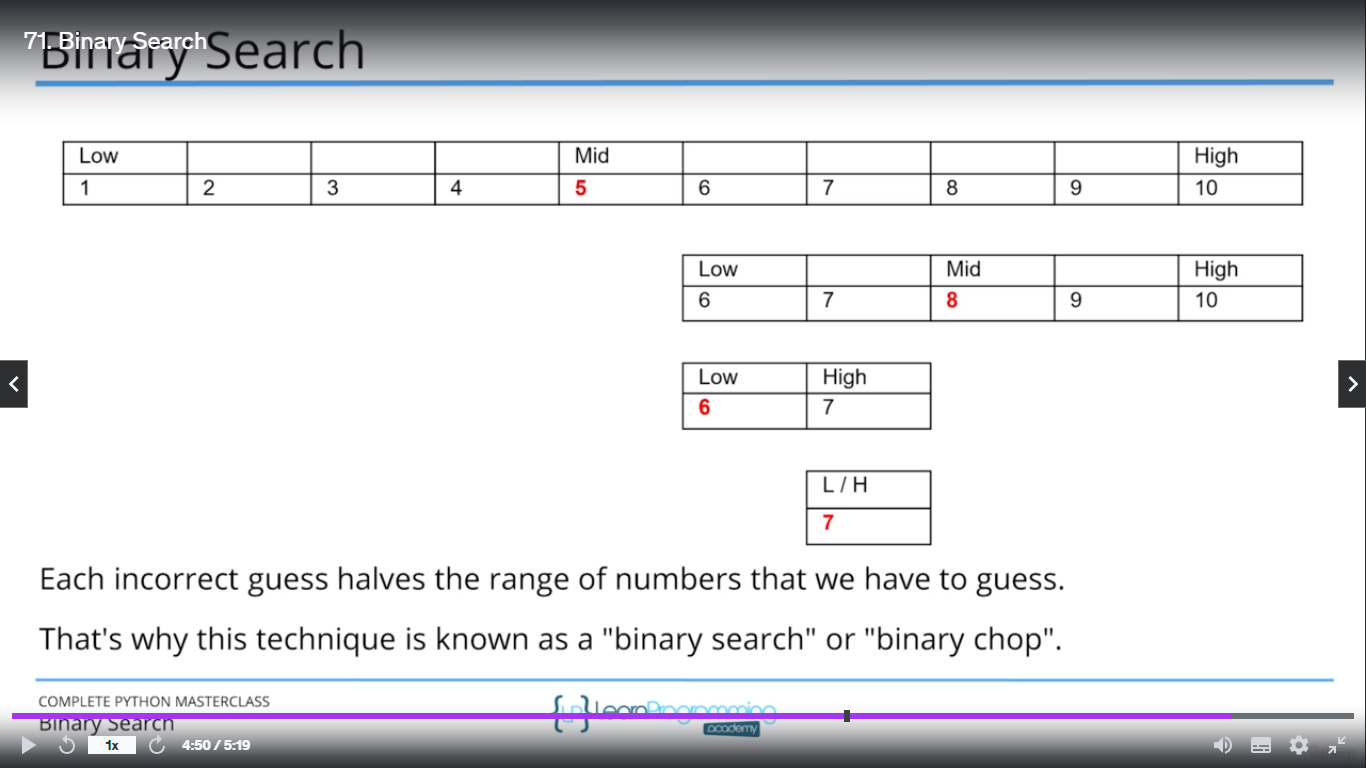 71. Binary Search
Binary Search
Low Mid High
1 2 3 4 5 6 7 8 9 10
Low Mid High
6 7 8 9 10
Low High
6 7
L / H
7
Each incorrect guess halves the range of numbers that we have to guess.
That's why this technique is known as a "binary search" or "binary chop".
COMPLETE PYTHON MASTERCLASS
Binary Search
{LP} LearnProgramming
.academy
1x 4:50 / 5:19